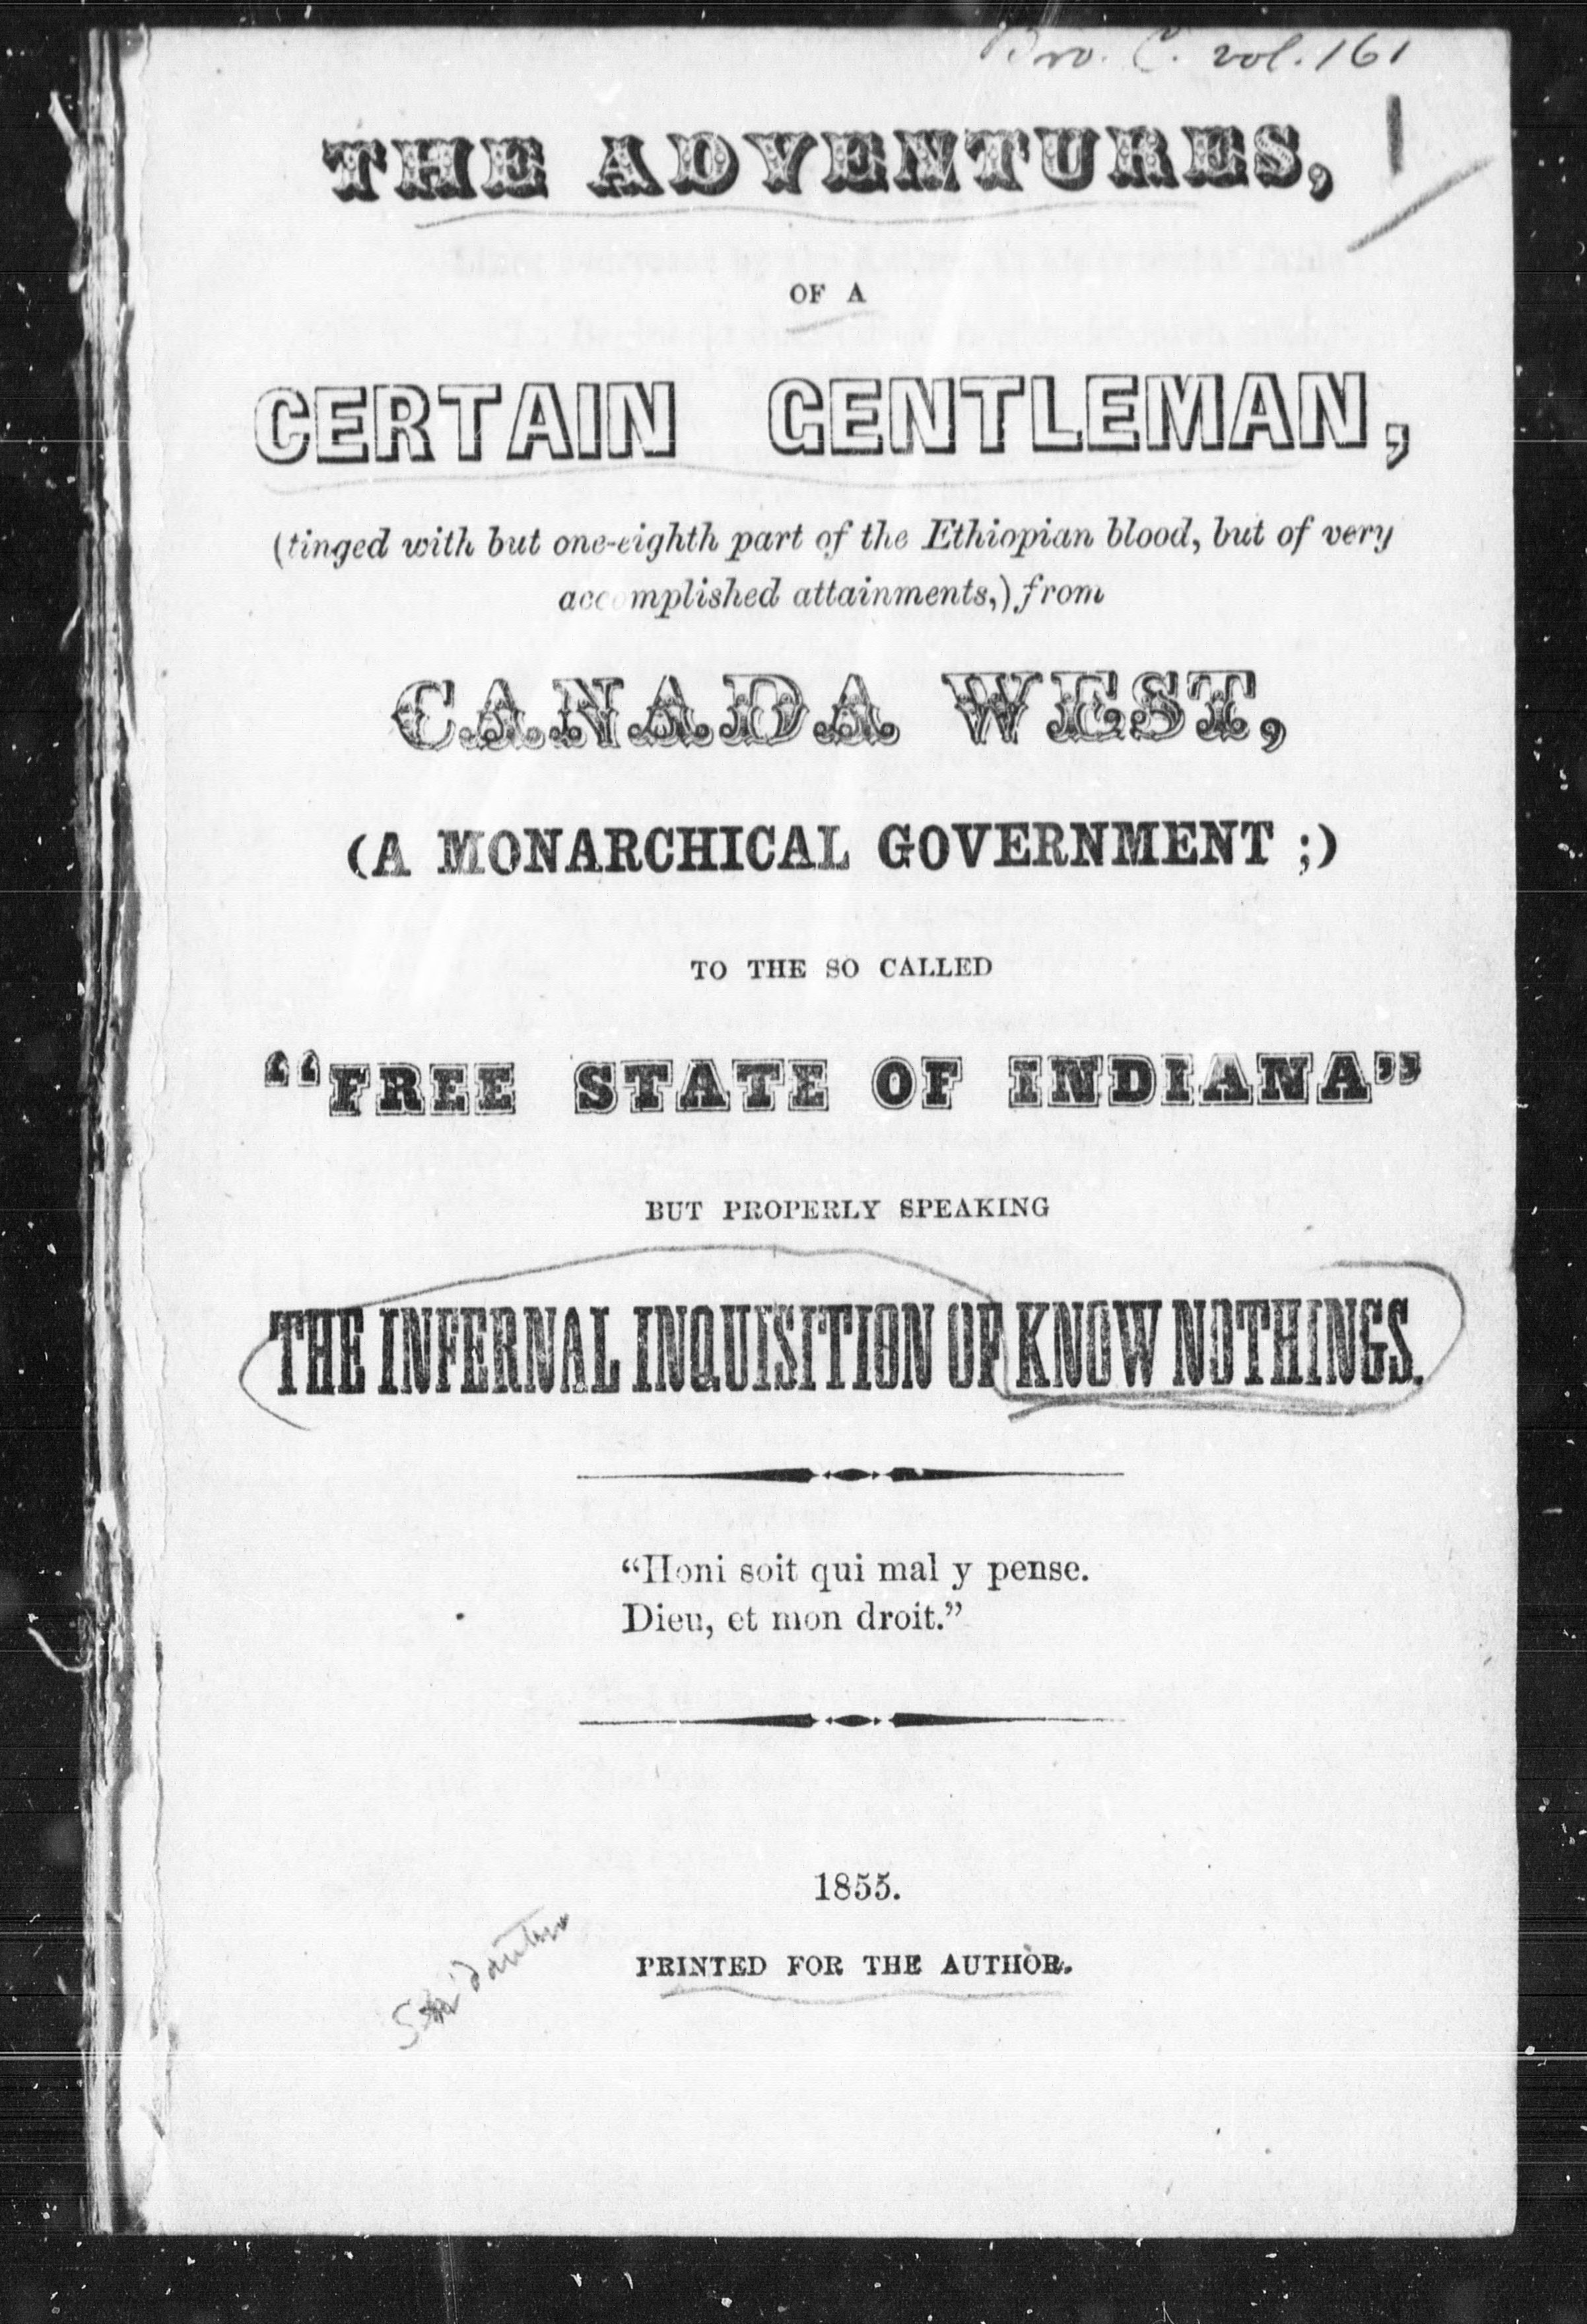 Bro. C. vol. 161
THE ADVENTURES,
OF A
CERTAIN GENTLEMAN,
(tinged with but one-eighth part of the Ethiopian blood, but of very
accomplished attainments,) from
CANADA WEST,
(A MONARCHICAL GOVERNMENT ;)
TO THE SO CALLED
“FREE STATE OF INDIANA”
BUT PROPERLY SPEAKING
THE INFERNAL INQUISITION OF KNOW NOTHINGS.
“Honi soit qui mal y pense.
Dieu, et mon droit.”
1855.
PRINTED FOR THE AUTHOR.